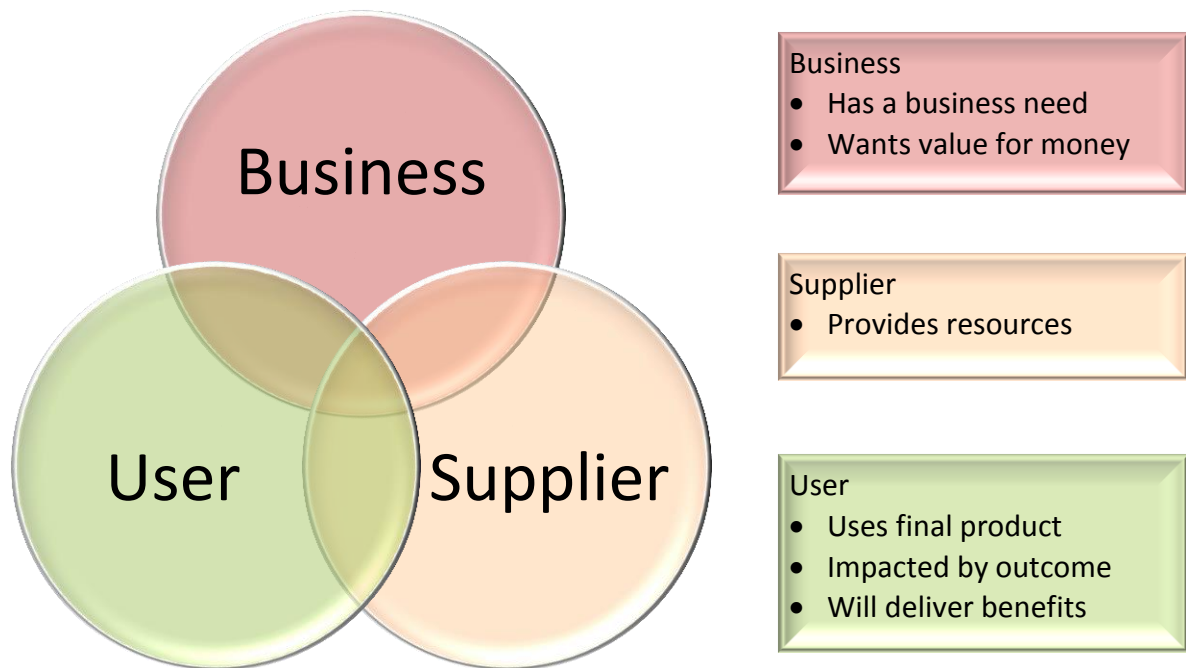 Business
User
Supplier
Business
• Has a business need
• Wants value for money
Supplier
• Provides resources
User
• Uses final product
• Impacted by outcome
• Will deliver benefits